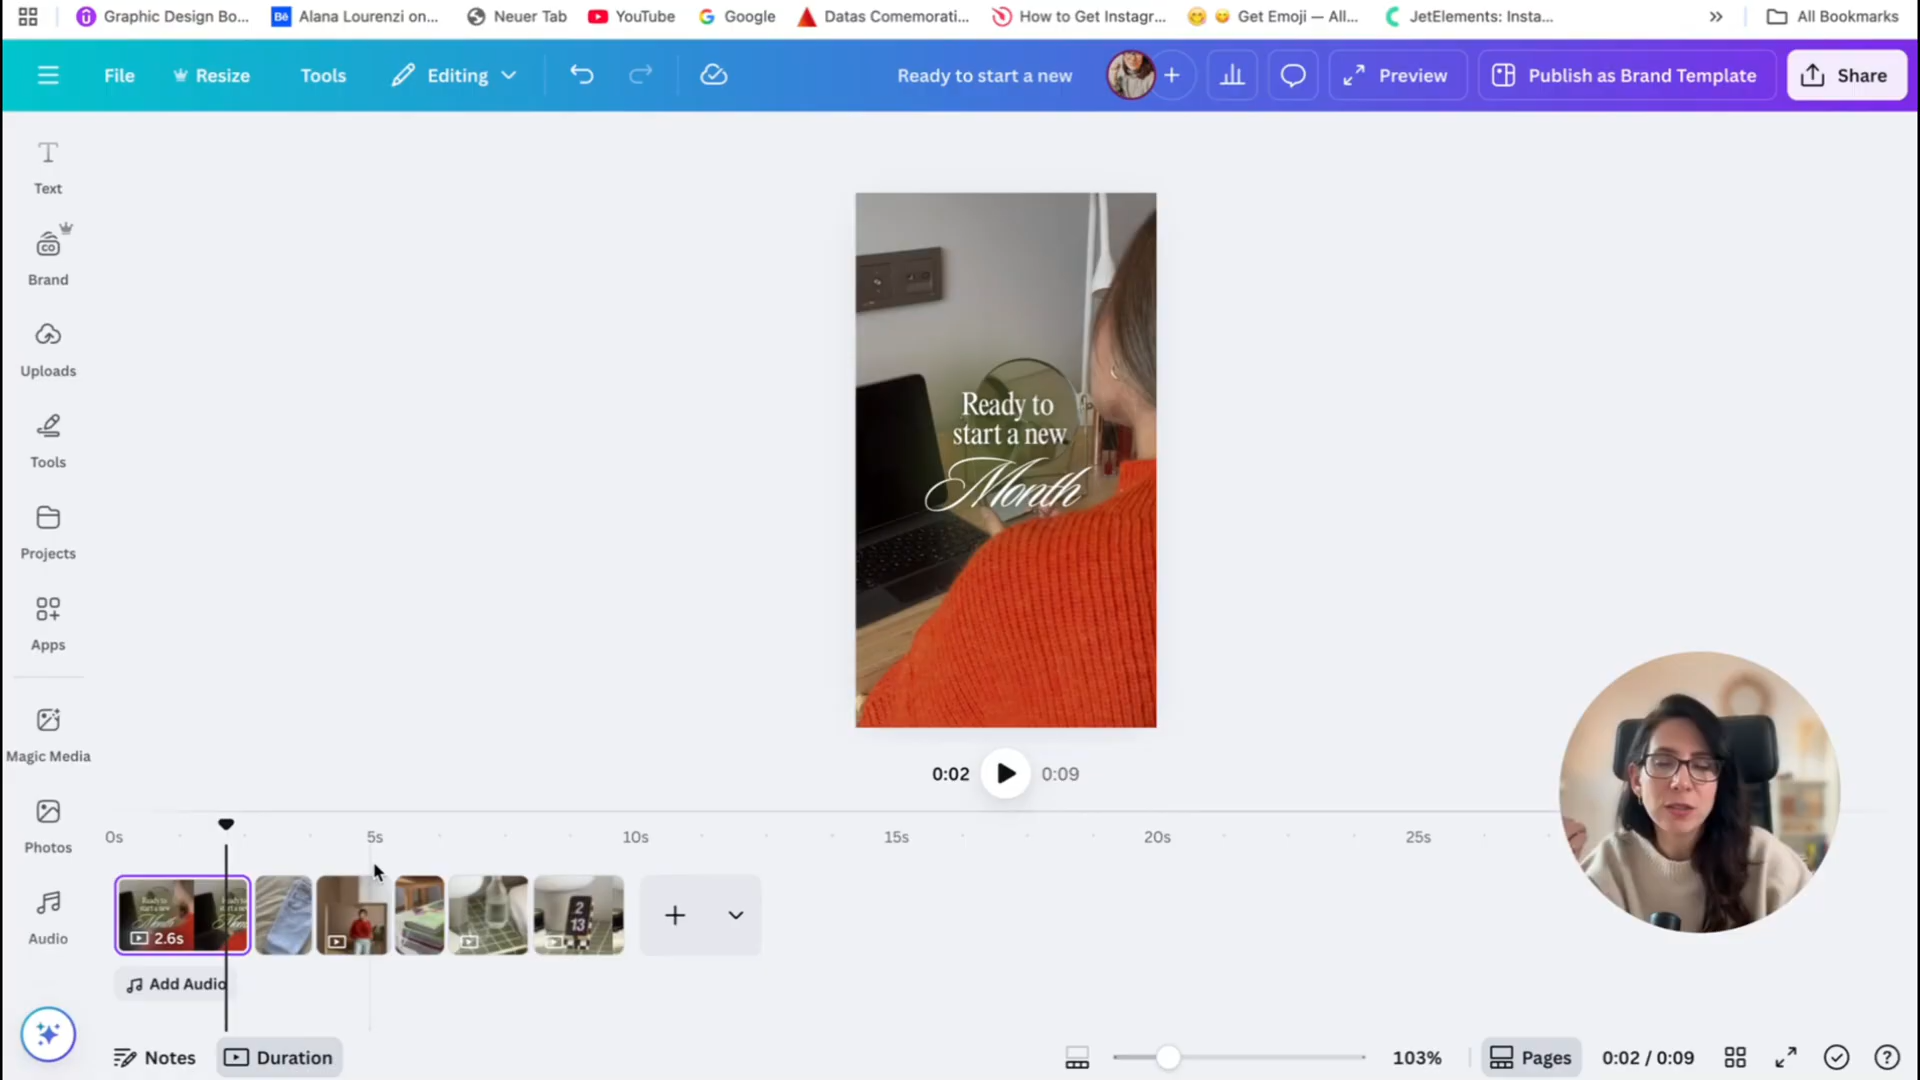 Graphic Design Bo...
Bē Alana Lourenzi on...
Neuer Tab
YouTube
Google
Datas Comemorati...
How to Get Instagr...
Get Emoji — All...
JetElements: Insta...
All Bookmarks
File
Resize
Tools
Editing
Ready to start a new
Preview
Publish as Brand Template
Share
Text
Brand
Uploads
Tools
Projects
Apps
Magic Media
Photos
Audio
Ready to
start a new
Month
0:02
0:09
0s
5s
10s
15s
20s
25s
2.6s
2
13
Add Audio
Notes
Duration
103%
Pages
0:02 / 0:09